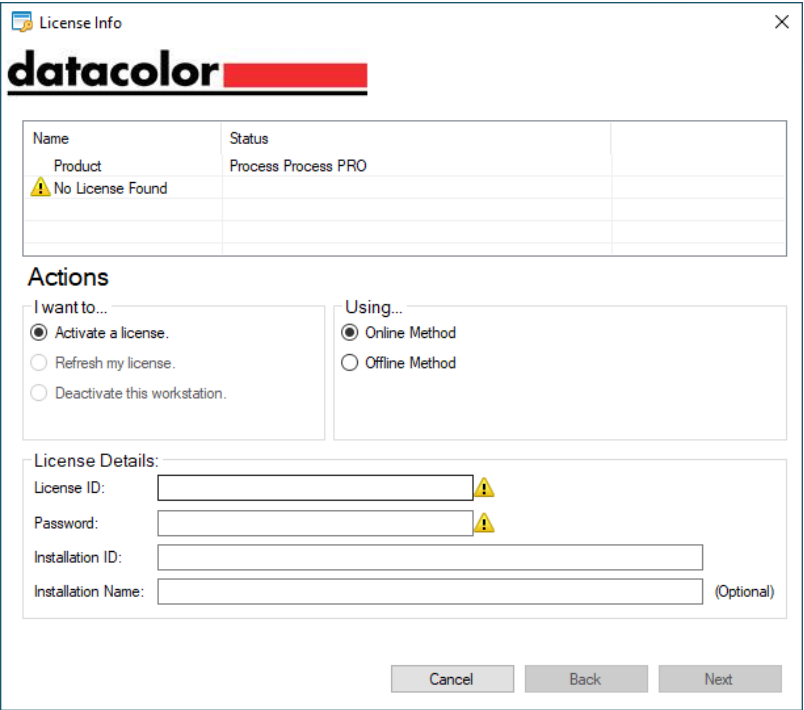 License Info
datacolor
Name Status
Product Process Process PRO
No License Found
Actions
I want to... Using...
Activate a license. Online Method
Refresh my license. Offline Method
Deactivate this workstation.
License Details:
License ID:
Password:
Installation ID:
Installation Name: (Optional)
Cancel Back Next